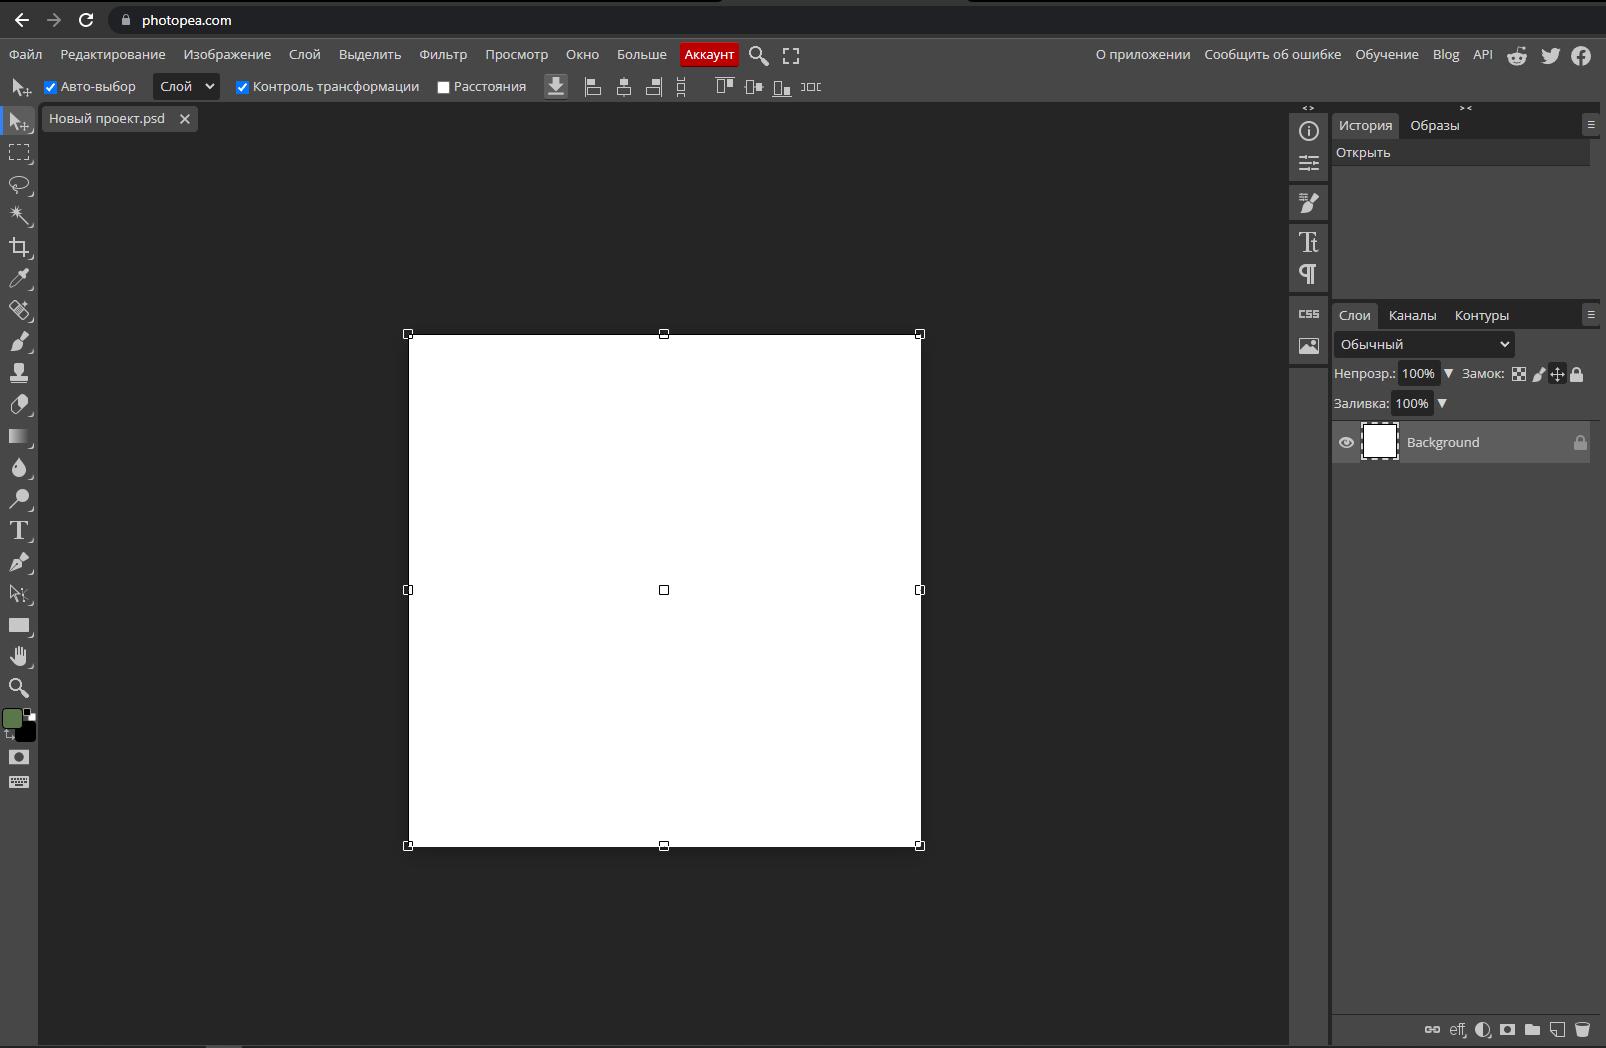 photopea.com
Файл Редактирование Изображение Слой Выделить Фильтр Просмотр Окно Больше Аккаунт О приложении Сообщить об ошибке Обучение Blog API
Авто-выбор Слой Контроль трансформации Расстояния
Новый проект.psd
История Образы
Открыть
Tt
CSS
Слои Каналы Контуры
Обычный
Непрозр.: 100% Замок:
Заливка: 100%
Background
T
eff